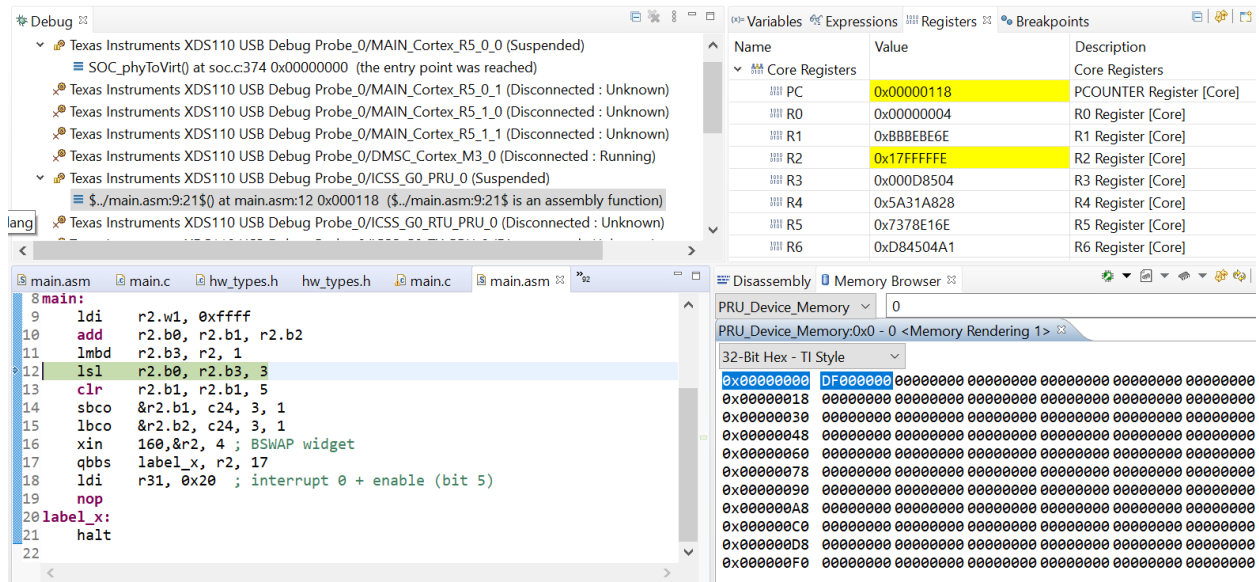 Debug
Texas Instruments XDS110 USB Debug Probe_0/MAIN_Cortex_R5_0_0 (Suspended)
SOC_phyToVirt() at soc.c:374 0x00000000 (the entry point was reached)
Texas Instruments XDS110 USB Debug Probe_0/MAIN_Cortex_R5_0_1 (Disconnected : Unknown)
Texas Instruments XDS110 USB Debug Probe_0/MAIN_Cortex_R5_1_0 (Disconnected : Unknown)
Texas Instruments XDS110 USB Debug Probe_0/MAIN_Cortex_R5_1_1 (Disconnected : Unknown)
Texas Instruments XDS110 USB Debug Probe_0/DMSC_Cortex_M3_0 (Disconnected : Running)
Texas Instruments XDS110 USB Debug Probe_0/ICSS_G0_PRU_0 (Suspended)
$../main.asm:9:21$() at main.asm:12 0x000118 ($../main.asm:9:21$ is an assembly function)
lang
Texas Instruments XDS110 USB Debug Probe_0/ICSS_G0_RTU_PRU_0 (Disconnected : Unknown)
(x)= Variables Expressions Registers Breakpoints
Name Value Description
Core Registers Core Registers
PC 0x00000118 PCOUNTER Register [Core]
R0 0x00000004 R0 Register [Core]
R1 0xBBBEBE6E R1 Register [Core]
R2 0x17FFFFFE R2 Register [Core]
R3 0x000D8504 R3 Register [Core]
R4 0x5A31A828 R4 Register [Core]
R5 0x7378E16E R5 Register [Core]
R6 0xD84504A1 R6 Register [Core]
main.asm main.c hw_types.h hw_types.h main.c main.asm »92
8 main:
9 ldi r2.w1, 0xffff
10 add r2.b0, r2.b1, r2.b2
11 lmbd r2.b3, r2, 1
12 lsl r2.b0, r2.b3, 3
13 clr r2.b1, r2.b1, 5
14 sbco &r2.b1, c24, 3, 1
15 lbco &r2.b2, c24, 3, 1
16 xin 160,&r2, 4 ; BSWAP widget
17 qbbs label_x, r2, 17
18 ldi r31, 0x20 ; interrupt 0 + enable (bit 5)
19 nop
20 label_x:
21 halt
22
Disassembly Memory Browser
PRU_Device_Memory 0
PRU_Device_Memory:0x0 - 0 <Memory Rendering 1>
32-Bit Hex - TI Style
0x00000000 DF000000 00000000 00000000 00000000 00000000 00000000
0x00000018 00000000 00000000 00000000 00000000 00000000 00000000
0x00000030 00000000 00000000 00000000 00000000 00000000 00000000
0x00000048 00000000 00000000 00000000 00000000 00000000 00000000
0x00000060 00000000 00000000 00000000 00000000 00000000 00000000
0x00000078 00000000 00000000 00000000 00000000 00000000 00000000
0x00000090 00000000 00000000 00000000 00000000 00000000 00000000
0x000000A8 00000000 00000000 00000000 00000000 00000000 00000000
0x000000C0 00000000 00000000 00000000 00000000 00000000 00000000
0x000000D8 00000000 00000000 00000000 00000000 00000000 00000000
0x000000F0 00000000 00000000 00000000 00000000 00000000 00000000